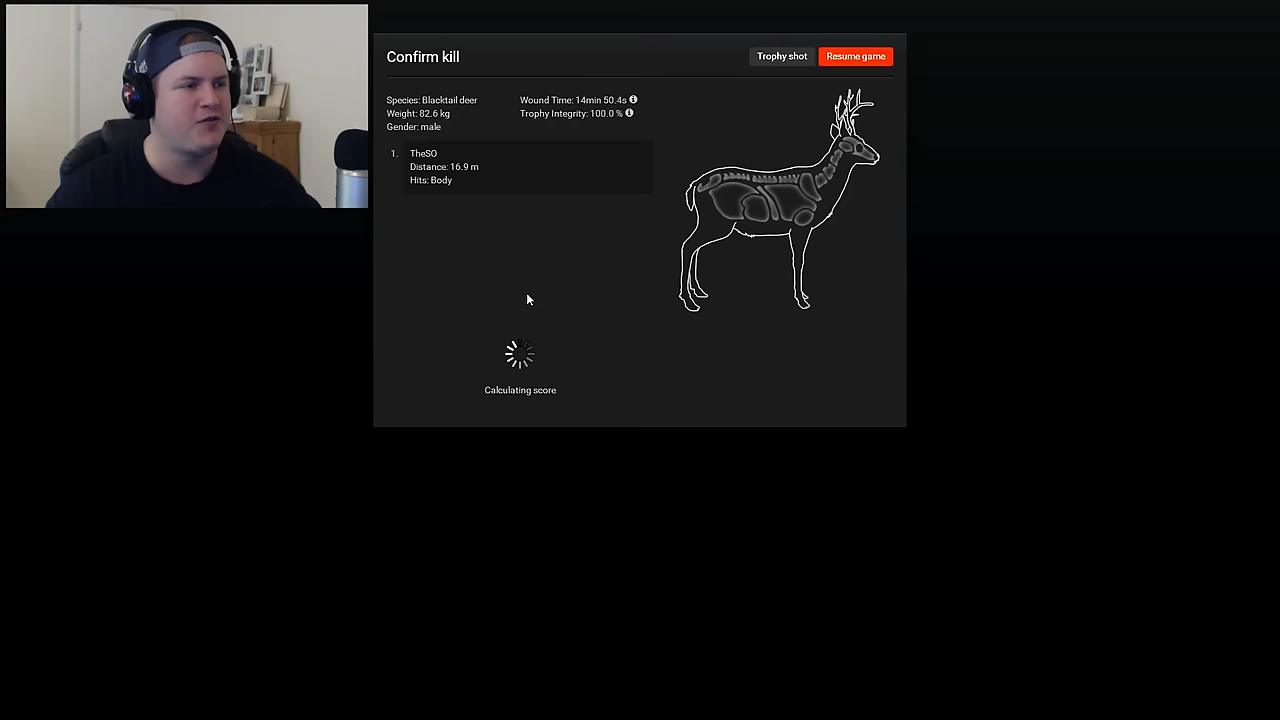 Confirm kill
Trophy shot
Resume game
Species: Blacktail deer
Weight: 82.6 kg
Gender: male
Wound Time: 14min 50.4s
Trophy Integrity: 100.0 %
1.
TheSO
Distance: 16.9 m
Hits: Body
Calculating score